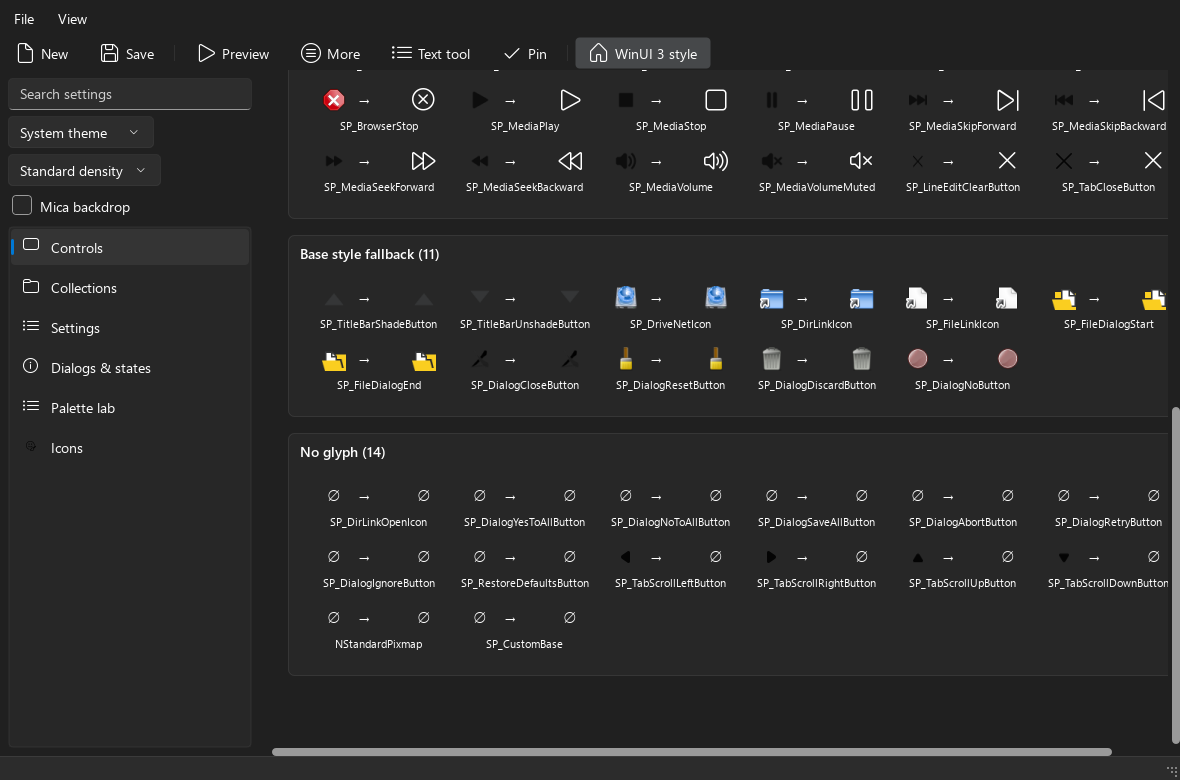 File View
New Save Preview More Text tool Pin WinUI 3 style
Search settings
System theme
Standard density
Mica backdrop
Controls
Collections
Settings
Dialogs & states
Palette lab
Icons
→ → → → → →
SP_BrowserStop SP_MediaPlay SP_MediaStop SP_MediaPause SP_MediaSkipForward SP_MediaSkipBackward
→ → → → → →
SP_MediaSeekForward SP_MediaSeekBackward SP_MediaVolume SP_MediaVolumeMuted SP_LineEditClearButton SP_TabCloseButton
Base style fallback (11)
→ → → → → →
SP_TitleBarShadeButton SP_TitleBarUnshadeButton SP_DriveNetIcon SP_DirLinkIcon SP_FileLinkIcon SP_FileDialogStart
→ → → → →
SP_FileDialogEnd SP_DialogCloseButton SP_DialogResetButton SP_DialogDiscardButton SP_DialogNoButton
No glyph (14)
∅ → ∅ ∅ → ∅ ∅ → ∅ ∅ → ∅ ∅ → ∅ ∅ → ∅
SP_DirLinkOpenIcon SP_DialogYesToAllButton SP_DialogNoToAllButton SP_DialogSaveAllButton SP_DialogAbortButton SP_DialogRetryButton
∅ → ∅ ∅ → ∅ → ∅ → ∅ → ∅ → ∅
SP_DialogIgnoreButton SP_RestoreDefaultsButton SP_TabScrollLeftButton SP_TabScrollRightButton SP_TabScrollUpButton SP_TabScrollDownButton
∅ → ∅ ∅ → ∅
NStandardPixmap SP_CustomBase